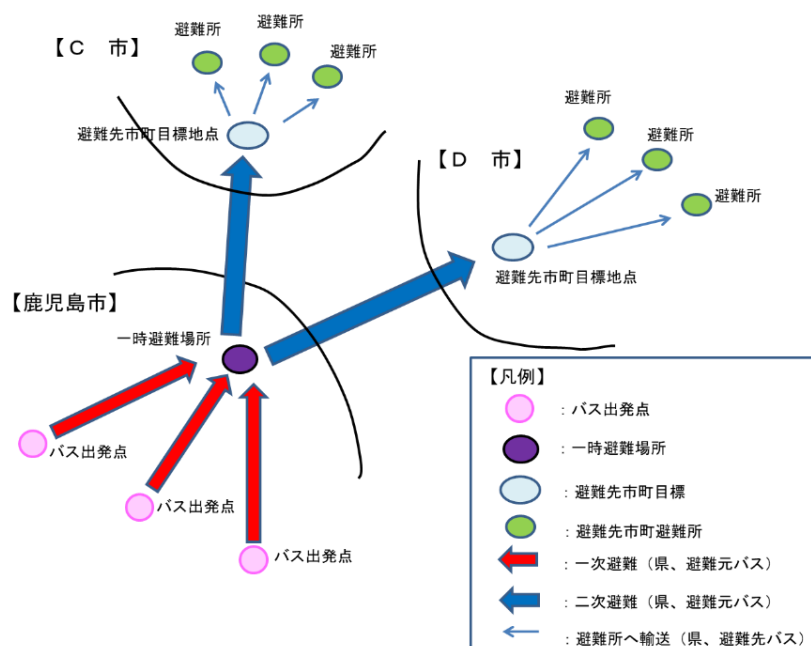 【C　市】
避難所
避難所
避難所
避難先市町目標地点
【D　市】
避難所
避難所
避難所
避難先市町目標地点
【鹿児島市】
一時避難場所
バス出発点
バス出発点
バス出発点
【凡例】
：バス出発点
：一時避難場所
：避難先市町目標
：避難先市町避難所
：一次避難（県、避難元バス）
：二次避難（県、避難元バス）
：避難所へ輸送（県、避難先バス）